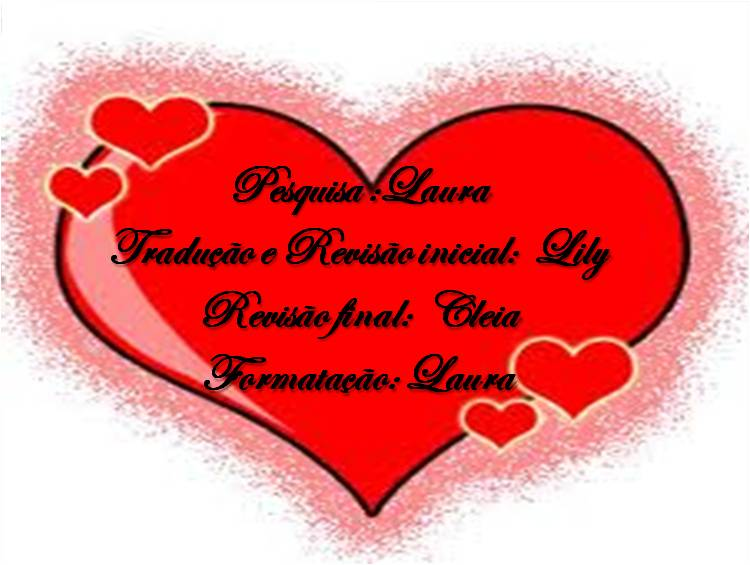 Pesquisa :Laura
Tradução e Revisão inicial: Lily
Revisão final: Cleia
Formatação: Laura